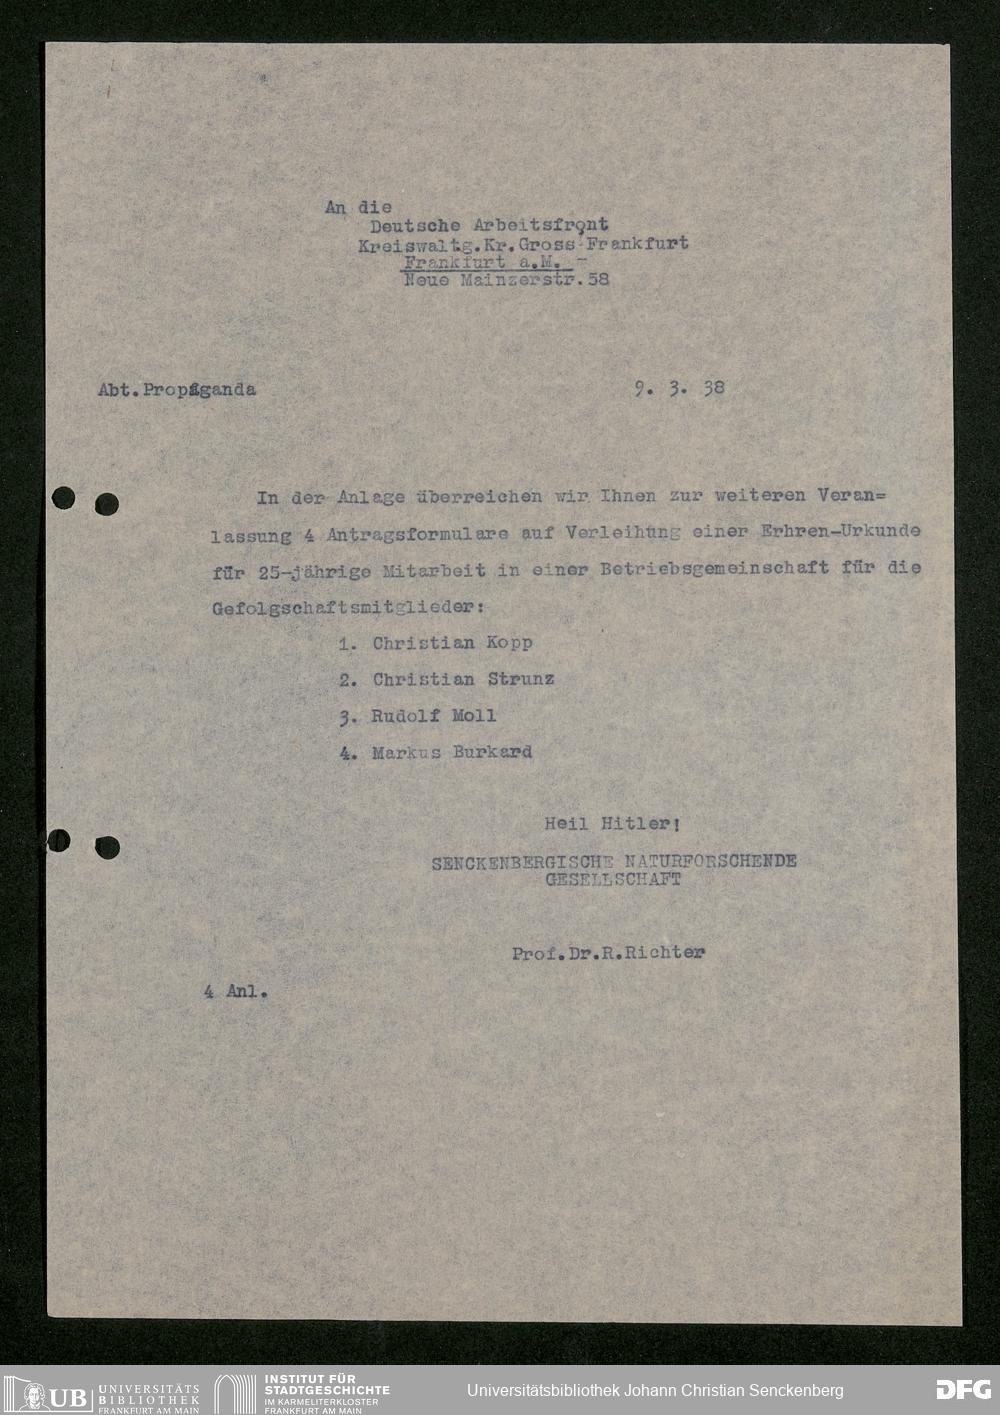 An die
Deutsche Arbeitsfront
Kreiswaltg.Kr.Gross-Frankfurt
Frankfurt a.M. -
Neue Mainzerstr.58
Abt.Propaganda
9. 3. 38
In der Anlage überreichen wir Ihnen zur weiteren Veran=
lassung 4 Antragsformulare auf Verleihung einer Erhren-Urkunde
für 25-jährige Mitarbeit in einer Betriebsgemeinschaft für die
Gefolgschaftsmitglieder:
1. Christian Kopp
2. Christian Strunz
3. Rudolf Moll
4. Markus Burkard
Heil Hitler!
SENCKENBERGISCHE NATURFORSCHENDE
GESELLSCHAFT
Prof.Dr.R.Richter
4 Anl.
UB UNIVERSITÄTS
BIBLIOTHEK
FRANKFURT AM MAIN
INSTITUT FÜR
STADTGESCHICHTE
IM KARMELITERKLOSTER
FRANKFURT AM MAIN
Universitätsbibliothek Johann Christian Senckenberg
DFG